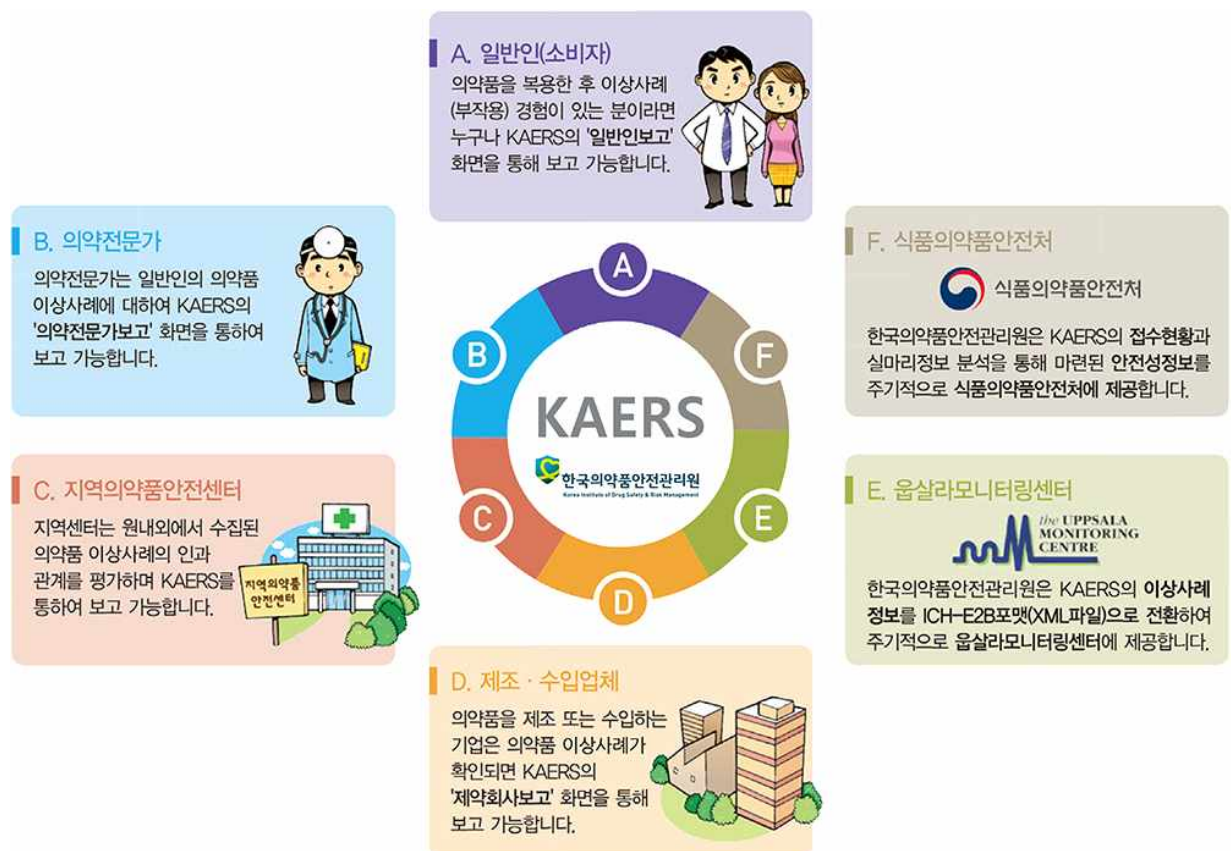 A. 일반인(소비자)
의약품을 복용한 후 이상사례
(부작용) 경험이 있는 분이라면
누구나 KAERS의 '일반인보고'
화면을 통해 보고 가능합니다.
B. 의약전문가
의약전문가는 일반인의 의약품
이상사례에 대하여 KAERS의
'의약전문가보고' 화면을 통하여
보고 가능합니다.
C. 지역의약품안전센터
지역센터는 원내외에서 수집된
의약품 이상사례의 인과
관계를 평가하며 KAERS를
통하여 보고 가능합니다.
지역의약품
안전센터
D. 제조 · 수입업체
의약품을 제조 또는 수입하는
기업은 의약품 이상사례가
확인되면 KAERS의
'제약회사보고' 화면을 통해
보고 가능합니다.
E. 웁살라모니터링센터
the UPPSALA
MONITORING
CENTRE
한국의약품안전관리원은 KAERS의 이상사례
정보를 ICH-E2B포맷(XML파일)으로 전환하여
주기적으로 웁살라모니터링센터에 제공합니다.
F. 식품의약품안전처
식품의약품안전처
한국의약품안전관리원은 KAERS의 접수현황과
실마리정보 분석을 통해 마련된 안전성정보를
주기적으로 식품의약품안전처에 제공합니다.
A
B
C
D
E
F
KAERS
한국의약품안전관리원
Korea Institute of Drug Safety & Risk Management